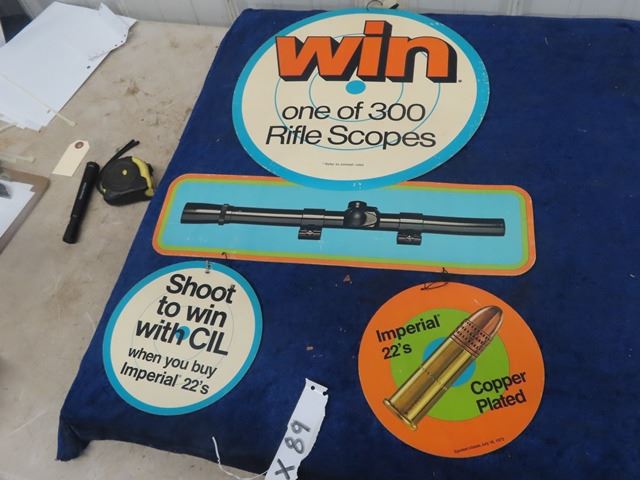 win
one of 300
Rifle Scopes
Shoot
to win
with CIL
when you buy
Imperial 22's
Imperial
22's
Copper
Plated
X 89